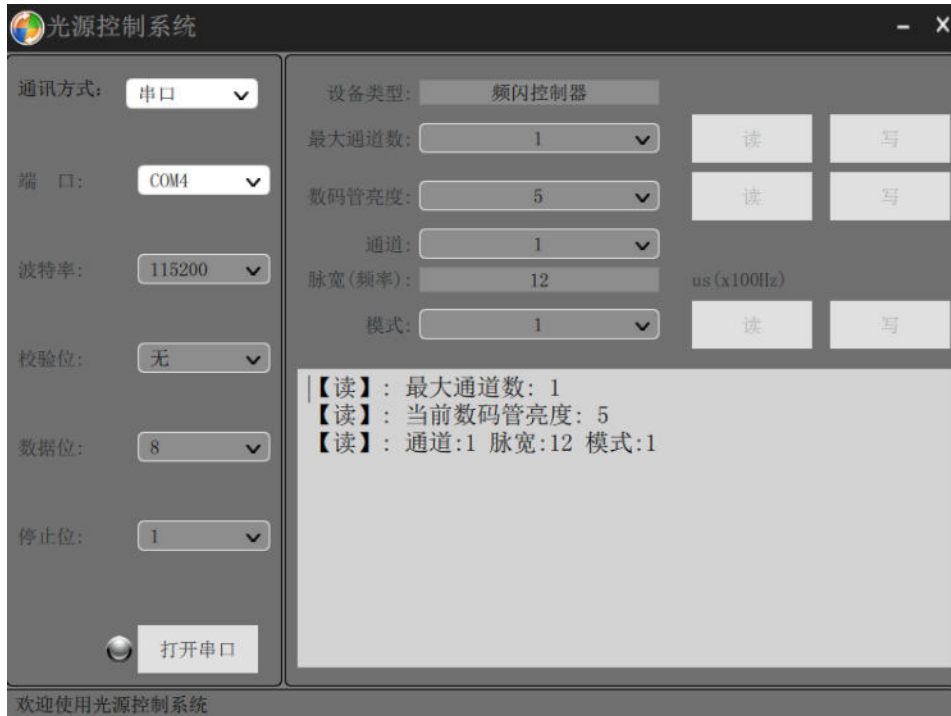 光源控制系统
通讯方式: 串口
端 口: COM4
波特率: 115200
校验位: 无
数据位: 8
停止位: 1
打开串口
设备类型: 频闪控制器
最大通道数: 1 读 写
数码管亮度: 5 读 写
通道: 1
脉宽(频率): 12 us(x100Hz)
模式: 1 读 写
【读】: 最大通道数: 1
【读】: 当前数码管亮度: 5
【读】: 通道:1 脉宽:12 模式:1
欢迎使用光源控制系统